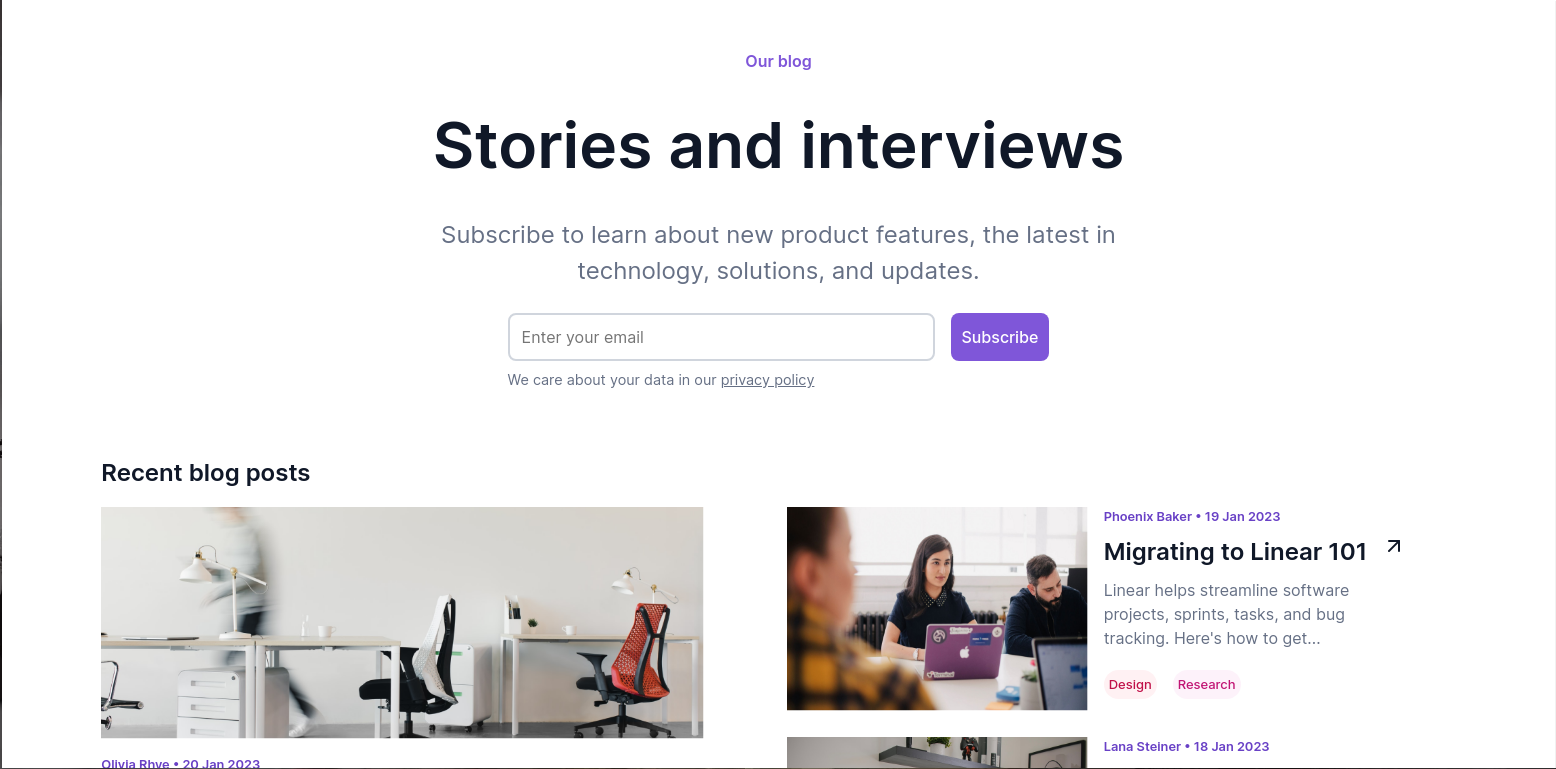 Our blog
Stories and interviews
Subscribe to learn about new product features, the latest in
technology, solutions, and updates.
Enter your email
Subscribe
We care about your data in our privacy policy
Recent blog posts
Olivia Rhye • 20 Jan 2023
Phoenix Baker • 19 Jan 2023
Migrating to Linear 101
Linear helps streamline software
projects, sprints, tasks, and bug
tracking. Here's how to get...
Design
Research
Lana Steiner • 18 Jan 2023